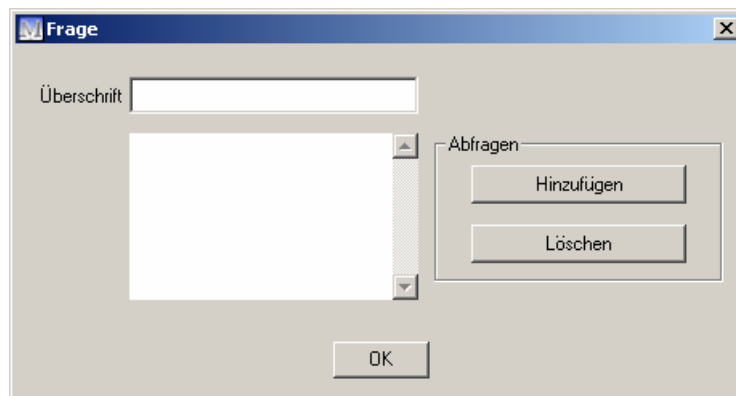 Frage
Überschrift
Abfragen
Hinzufügen
Löschen
OK